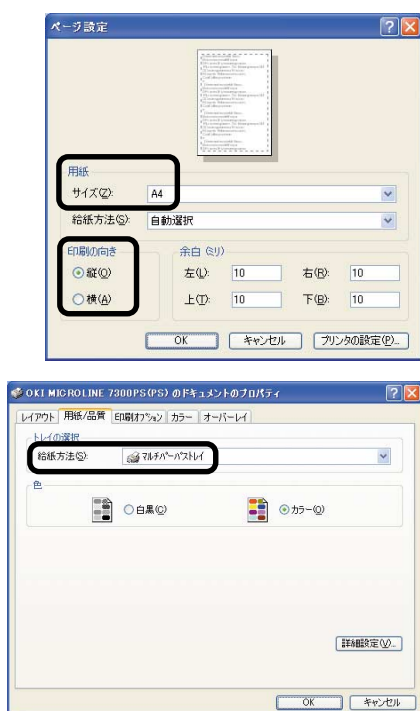 ページ設定
用紙
サイズ(Z): A4
給紙方法(S): 自動選択
印刷の向き 余白 (ミリ)
縦(O) 左(L): 10 右(R): 10
横(A) 上(T): 10 下(B): 10
OK キャンセル プリンタの設定(P)...
OKI MICROLINE 7300PS(PS) のドキュメントのプロパティ
レイアウト 用紙/品質 印刷オプション カラー オーバーレイ
トレイの選択
給紙方法(S): マルチパーパストレイ
色
白黒(C) カラー(O)
詳細設定(V)...
OK キャンセル